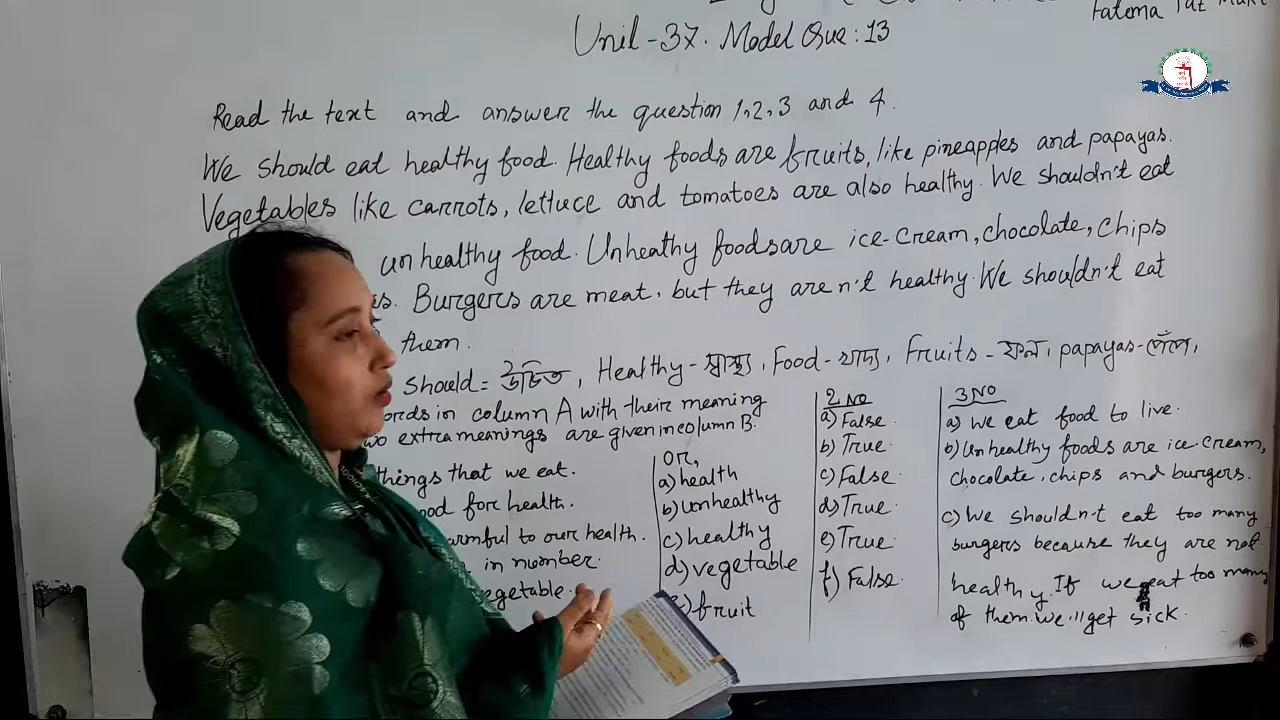 Fatema Taz
Unil-37. Model Que: 13
Read the text and answer the question 1,2,3 and 4.
We should eat healthy food. Healthy foods are fruits, like pineapples and papayas.
Vegetables like carrots, lettuce and tomatoes are also healthy. We shouldn't eat
unhealthy food. Unheathy foods are ice-cream, chocolate, chips
Burgers are meat, but they are n't healthy. We shouldn't eat
them.
should = উচিত, Healthy - স্বাস্থ্য, Food - খাদ্য, Fruits - ফল, papayas - পেঁপে,
words in column A with their meaning
extra meanings are given in column B.
things that we eat.
good for health.
harmful to our health.
in number.
vegetable.
or,
a) health
b) unhealthy
c) healthy
d) vegetable
e) fruit
2 NO
a) False
b) True
c) False
d) True
e) True
f) False
3 NO
a) We eat food to live.
b) Unhealthy foods are ice-cream,
chocolate, chips and burgers.
c) We shouldn't eat too many
burgers because they are not
healthy. If we eat too many
of them. we'll get sick.